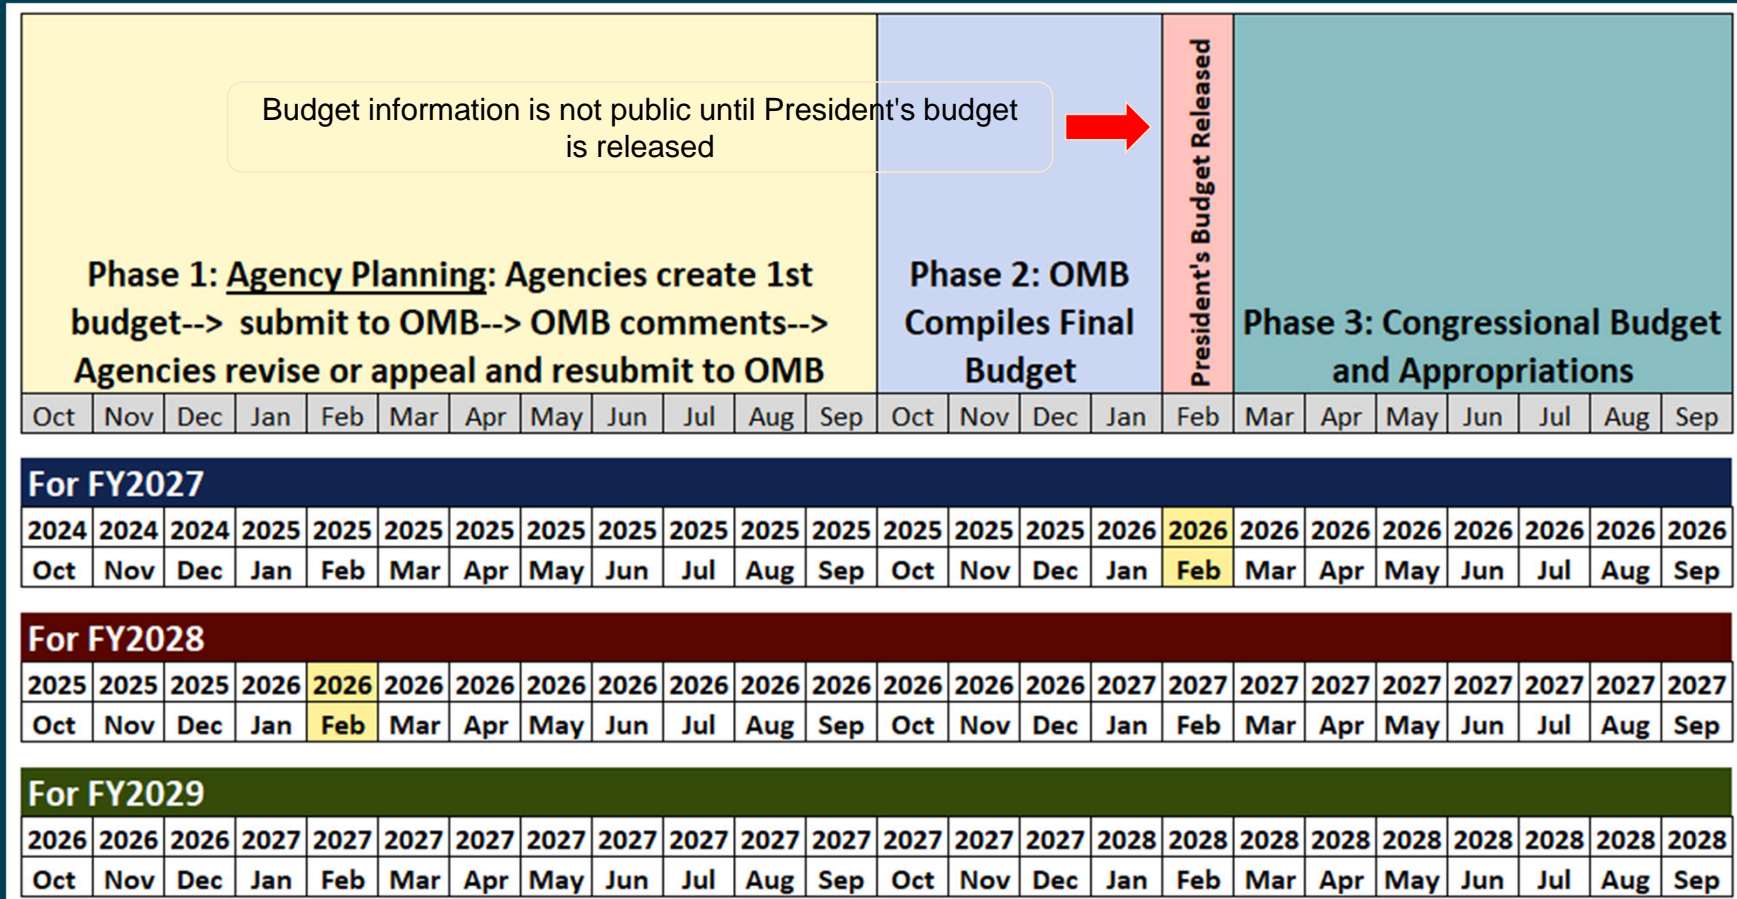 Budget information is not public until President's budget
is released
Phase 1: Agency Planning: Agencies create 1st
budget--> submit to OMB--> OMB comments-->
Agencies revise or appeal and resubmit to OMB
Phase 2: OMB
Compiles Final
Budget
President's Budget Released
Phase 3: Congressional Budget
and Appropriations
Oct Nov Dec Jan Feb Mar Apr May Jun Jul Aug Sep Oct Nov Dec Jan Feb Mar Apr May Jun Jul Aug Sep
For FY2027
2024 2024 2024 2025 2025 2025 2025 2025 2025 2025 2025 2025 2025 2025 2025 2026 2026 2026 2026 2026 2026 2026 2026 2026
Oct Nov Dec Jan Feb Mar Apr May Jun Jul Aug Sep Oct Nov Dec Jan Feb Mar Apr May Jun Jul Aug Sep
For FY2028
2025 2025 2025 2026 2026 2026 2026 2026 2026 2026 2026 2026 2026 2026 2026 2027 2027 2027 2027 2027 2027 2027 2027 2027
Oct Nov Dec Jan Feb Mar Apr May Jun Jul Aug Sep Oct Nov Dec Jan Feb Mar Apr May Jun Jul Aug Sep
For FY2029
2026 2026 2026 2027 2027 2027 2027 2027 2027 2027 2027 2027 2027 2027 2027 2028 2028 2028 2028 2028 2028 2028 2028 2028
Oct Nov Dec Jan Feb Mar Apr May Jun Jul Aug Sep Oct Nov Dec Jan Feb Mar Apr May Jun Jul Aug Sep